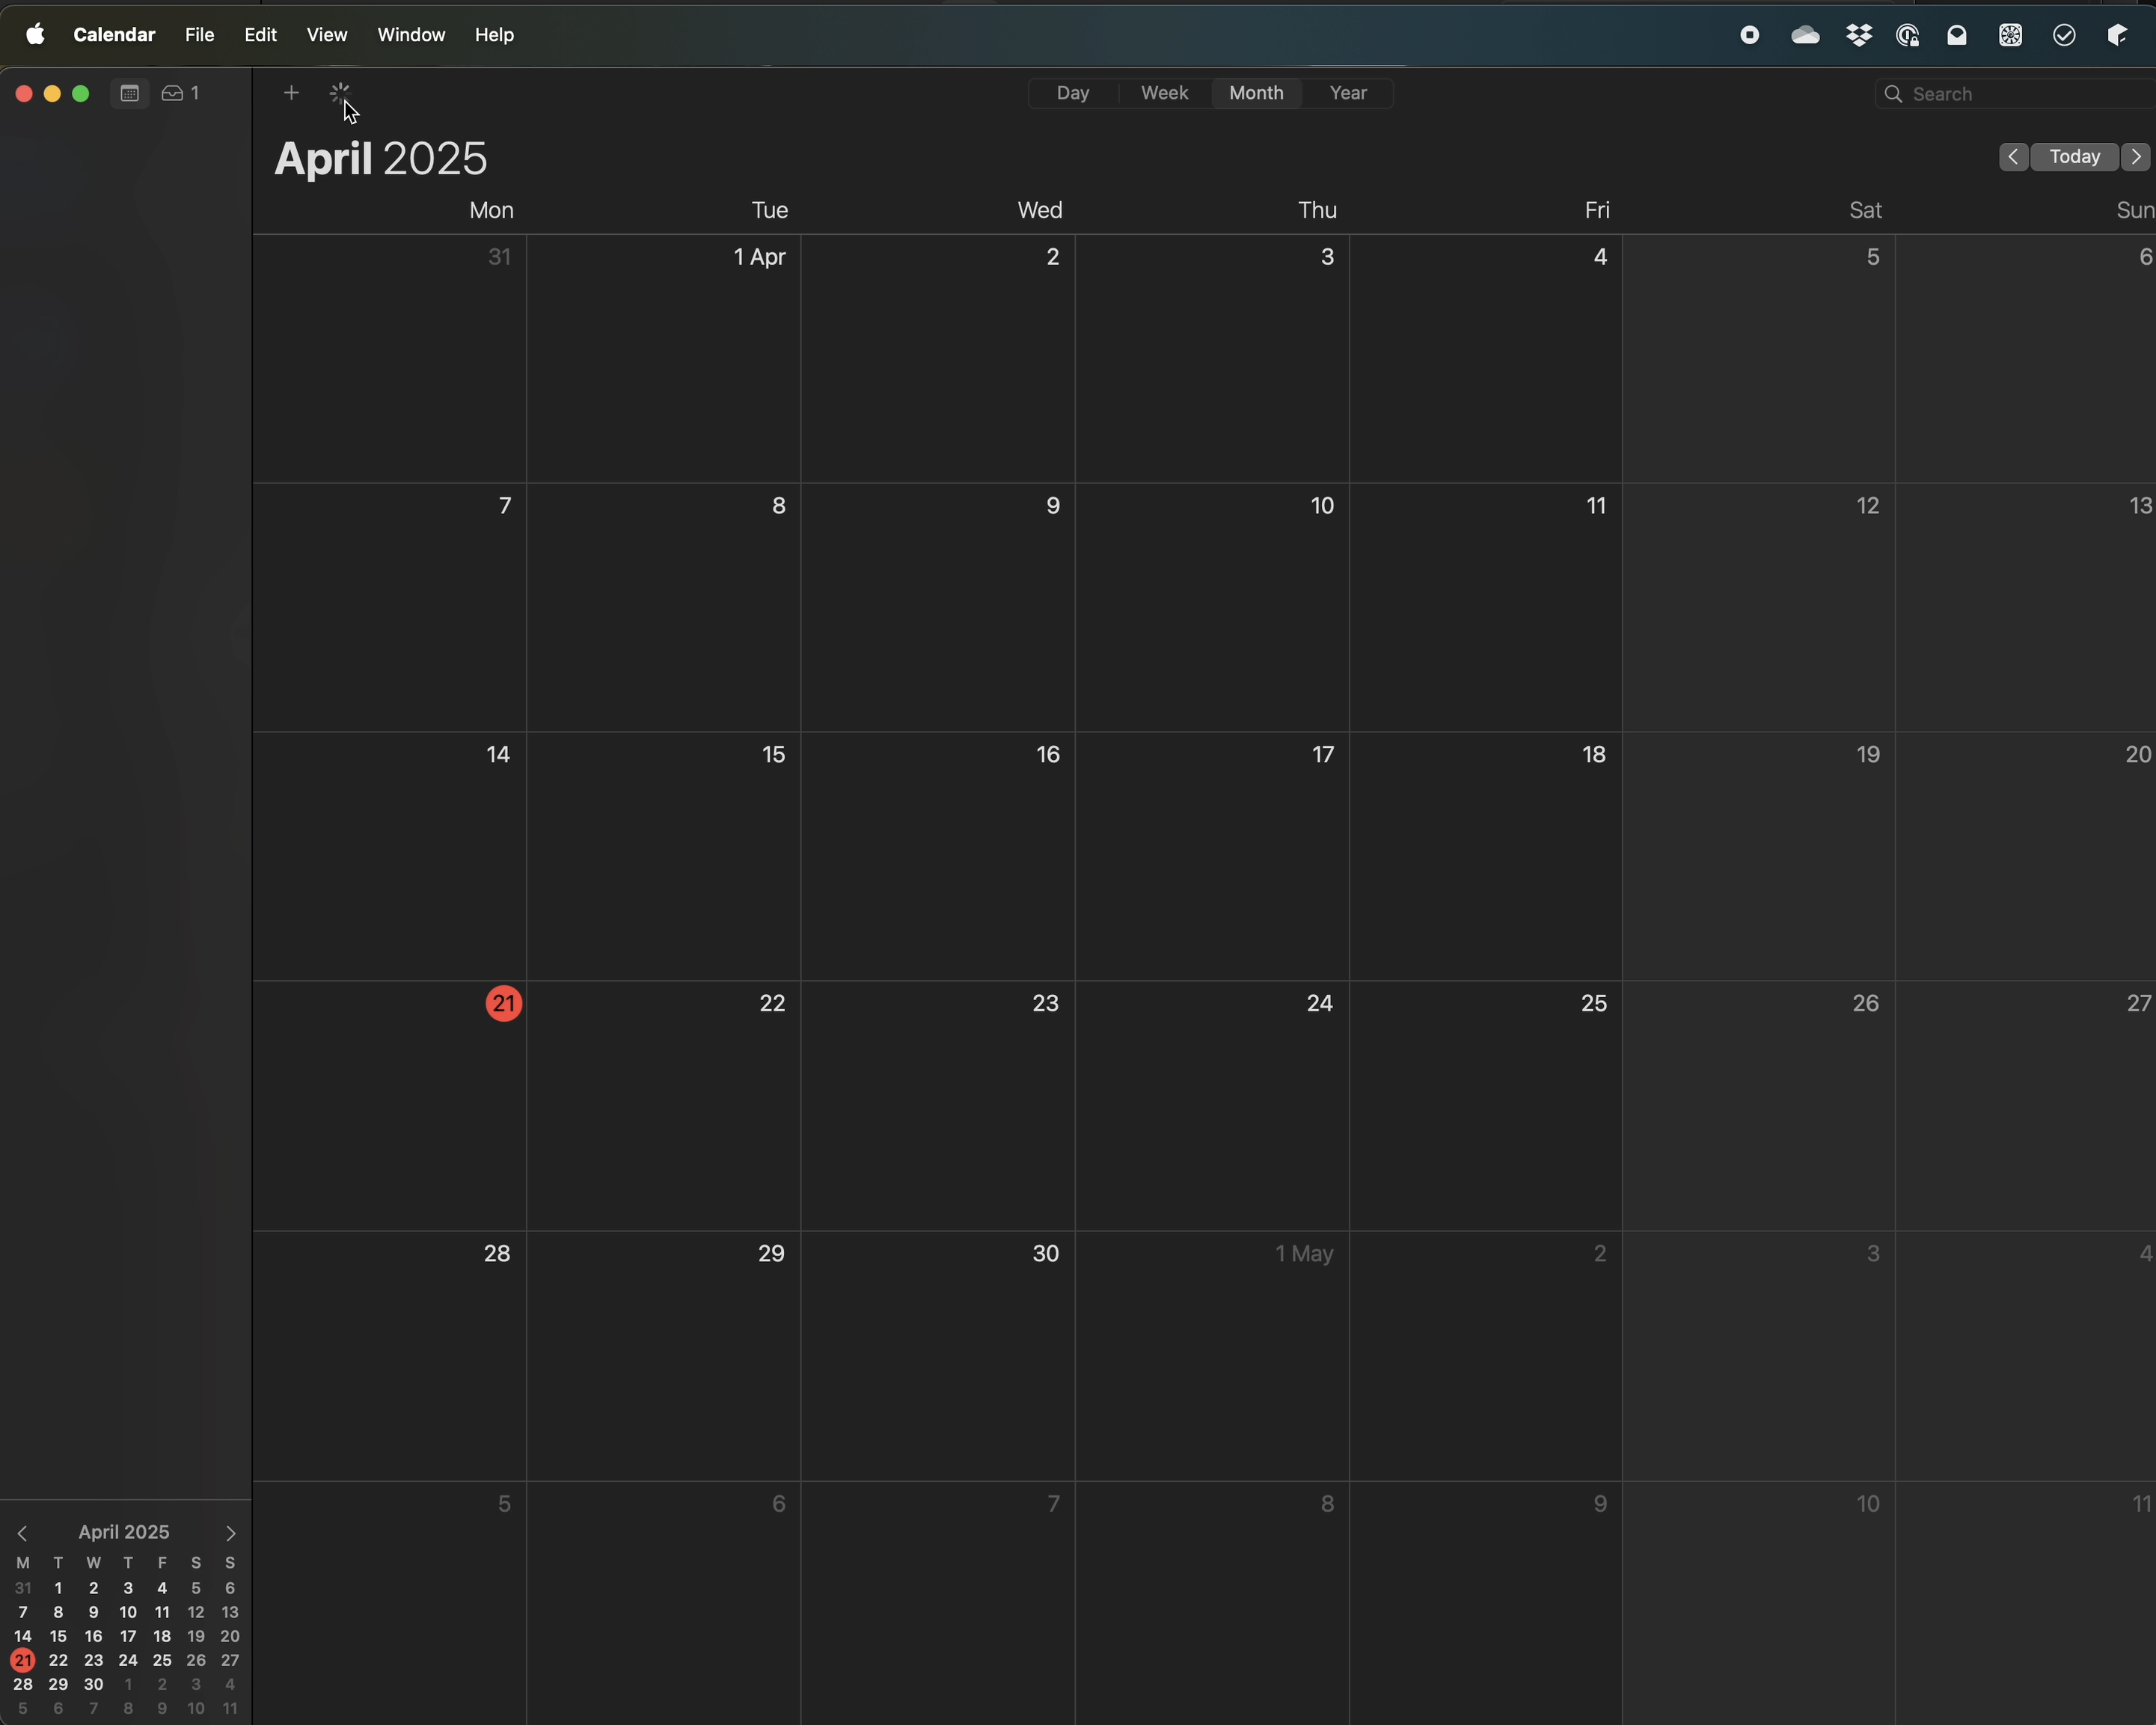 Calendar File Edit View Window Help
1
Day Week Month Year
Search
April 2025
Today
Mon Tue Wed Thu Fri Sat Sun
31 1 Apr 2 3 4 5 6
7 8 9 10 11 12 13
14 15 16 17 18 19 20
21 22 23 24 25 26 27
28 29 30 1 May 2 3 4
5 6 7 8 9 10 11
April 2025
M T W T F S S
31 1 2 3 4 5 6
7 8 9 10 11 12 13
14 15 16 17 18 19 20
21 22 23 24 25 26 27
28 29 30 1 2 3 4
5 6 7 8 9 10 11